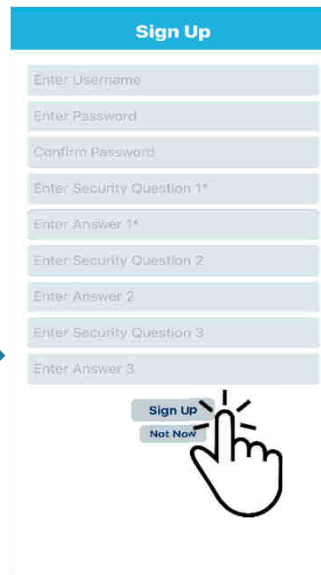 Sign Up
Enter Username
Enter Password
Confirm Password
Enter Security Question 1*
Enter Answer 1*
Enter Security Question 2
Enter Answer 2
Enter Security Question 3
Enter Answer 3
Sign Up
Not Now